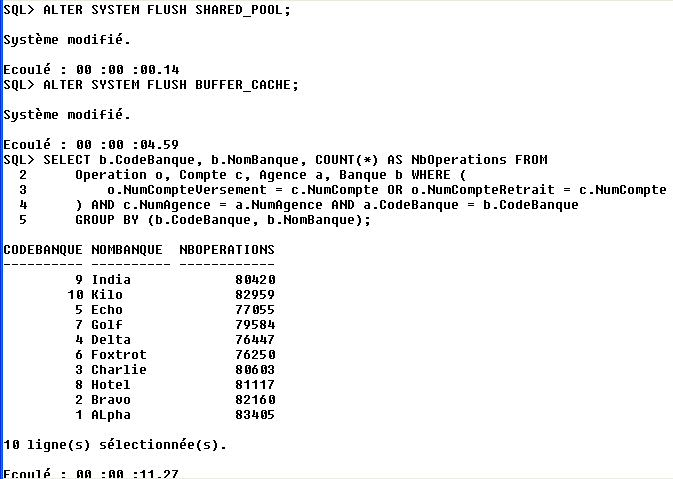 SQL> ALTER SYSTEM FLUSH SHARED_POOL;
Système modifié.
Ecoulé : 00 :00 :00.14
SQL> ALTER SYSTEM FLUSH BUFFER_CACHE;
Système modifié.
Ecoulé : 00 :00 :04.59
SQL> SELECT b.CodeBanque, b.NomBanque, COUNT(*) AS NbOperations FROM
2 Operation o, Compte c, Agence a, Banque b WHERE (
3 o.NumCompteVersement = c.NumCompte OR o.NumCompteRetrait = c.NumCompte
4 ) AND c.NumAgence = a.NumAgence AND a.CodeBanque = b.CodeBanque
5 GROUP BY (b.CodeBanque, b.NomBanque);
CODEBANQUE NOMBANQUE NBOPERATIONS
---------- ---------- ------------
9 India 80420
10 Kilo 82959
5 Echo 77055
7 Golf 79584
4 Delta 76447
6 Foxtrot 76250
3 Charlie 80603
8 Hotel 81117
2 Bravo 82160
1 ALpha 83405
10 ligne(s) sélectionnée(s).
Ecoulé : 00 :00 :11.27